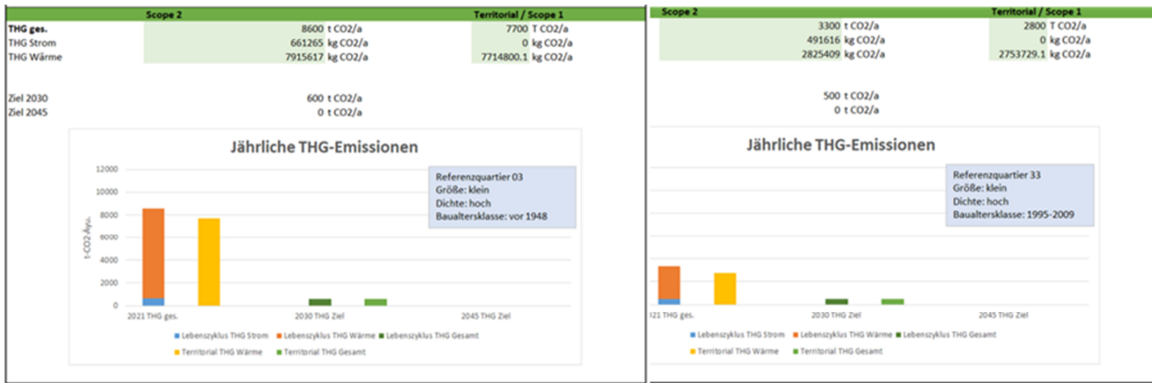 Scope 2 Territorial / Scope 1
THG ges. 8600 t CO2/a 7700 T CO2/a
THG Strom 661265 kg CO2/a 0 kg CO2/a
THG Wärme 7915617 kg CO2/a 7714800.1 kg CO2/a
Ziel 2030 600 t CO2/a
Ziel 2045 0 t CO2/a
Jährliche THG-Emissionen
Referenzquartier 03
Größe: klein
Dichte: hoch
Baualtersklasse: vor 1948
t-CO2-Äqu.
12000
10000
8000
6000
4000
2000
0
2021 THG ges. 2030 THG Ziel 2045 THG Ziel
Lebenszyklus THG Strom Lebenszyklus THG Wärme Lebenszyklus THG Gesamt
Territorial THG Wärme Territorial THG Gesamt
Scope 2 Territorial / Scope 1
3300 t CO2/a 2800 T CO2/a
491616 kg CO2/a 0 kg CO2/a
2825409 kg CO2/a 2753729.1 kg CO2/a
500 t CO2/a
0 t CO2/a
Jährliche THG-Emissionen
Referenzquartier 33
Größe: klein
Dichte: hoch
Baualtersklasse: 1995-2009
021 THG ges. 2030 THG Ziel 2045 THG Ziel
Lebenszyklus THG Strom Lebenszyklus THG Wärme Lebenszyklus THG Gesamt
Territorial THG Wärme Territorial THG Gesamt